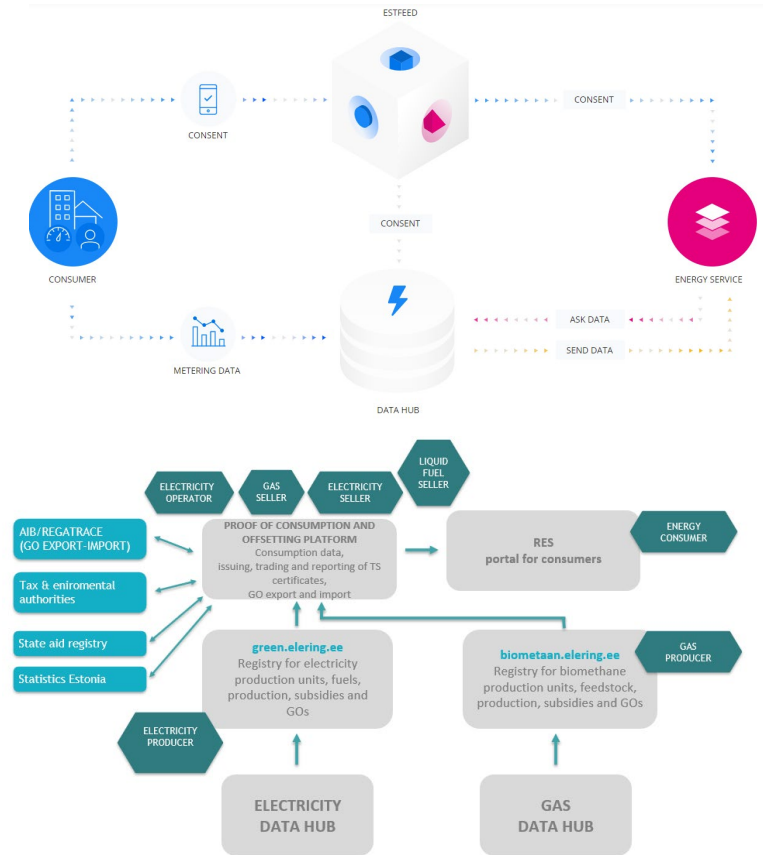 ESTFEED
CONSENT
CONSENT
CONSENT
CONSUMER
ENERGY SERVICE
ASK DATA
METERING DATA
SEND DATA
DATA HUB
LIQUID
FUEL
SELLER
ELECTRICITY
OPERATOR
GAS
SELLER
ELECTRICITY
SELLER
AIB/REGATRACE
(GO EXPORT-IMPORT)
PROOF OF CONSUMPTION AND
OFFSETTING PLATFORM
Consumption data,
issuing, trading and reporting of TS
certificates,
GO export and import
RES
portal for consumers
ENERGY
CONSUMER
Tax & enviromental
authorities
State aid registry
Statistics Estonia
green.elering.ee
Registry for electricity
production units, fuels,
production, subsidies and
GOs
biometaan.elering.ee
Registry for biomethane
production units, feedstock,
production, subsidies and GOs
GAS
PRODUCER
ELECTRICITY
PRODUCER
ELECTRICITY
DATA HUB
GAS
DATA HUB